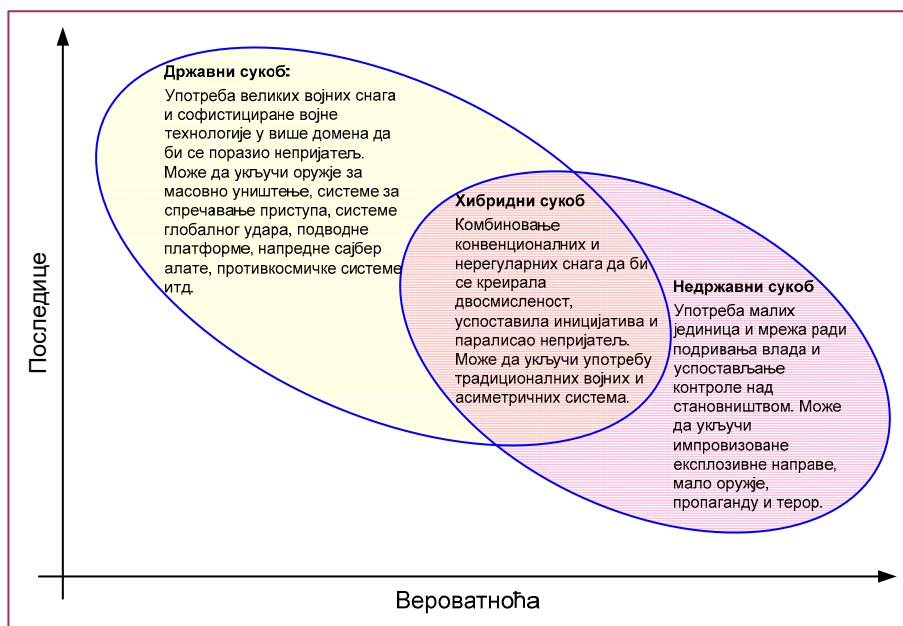 Државни сукоб:
Употреба великих војних снага
и софистициране војне
технологије у више домена да
би се поразио непријатељ.
Може да укључи оружје за
масовно уништење, системе за
спречавање приступа, системе
глобалног удара, подводне
платформе, напредне сајбер
алате, противкосмичке системе
итд.
Хибридни сукоб
Комбиновање
конвенционалних и
нерегуларних снага да би
се креирала
двосмисленост,
успоставила иницијатива и
паралисао непријатељ.
Може да укључи употребу
традиционалних војних и
асиметричних система.
Недржавни сукоб
Употреба малих
јединица и мрежа ради
подривања влада и
успостављање
контроле над
становништвом. Може
да укључи
импровизоване
експлозивне направе,
мало оружје,
пропаганду и терор.
Последице
Вероватноћа